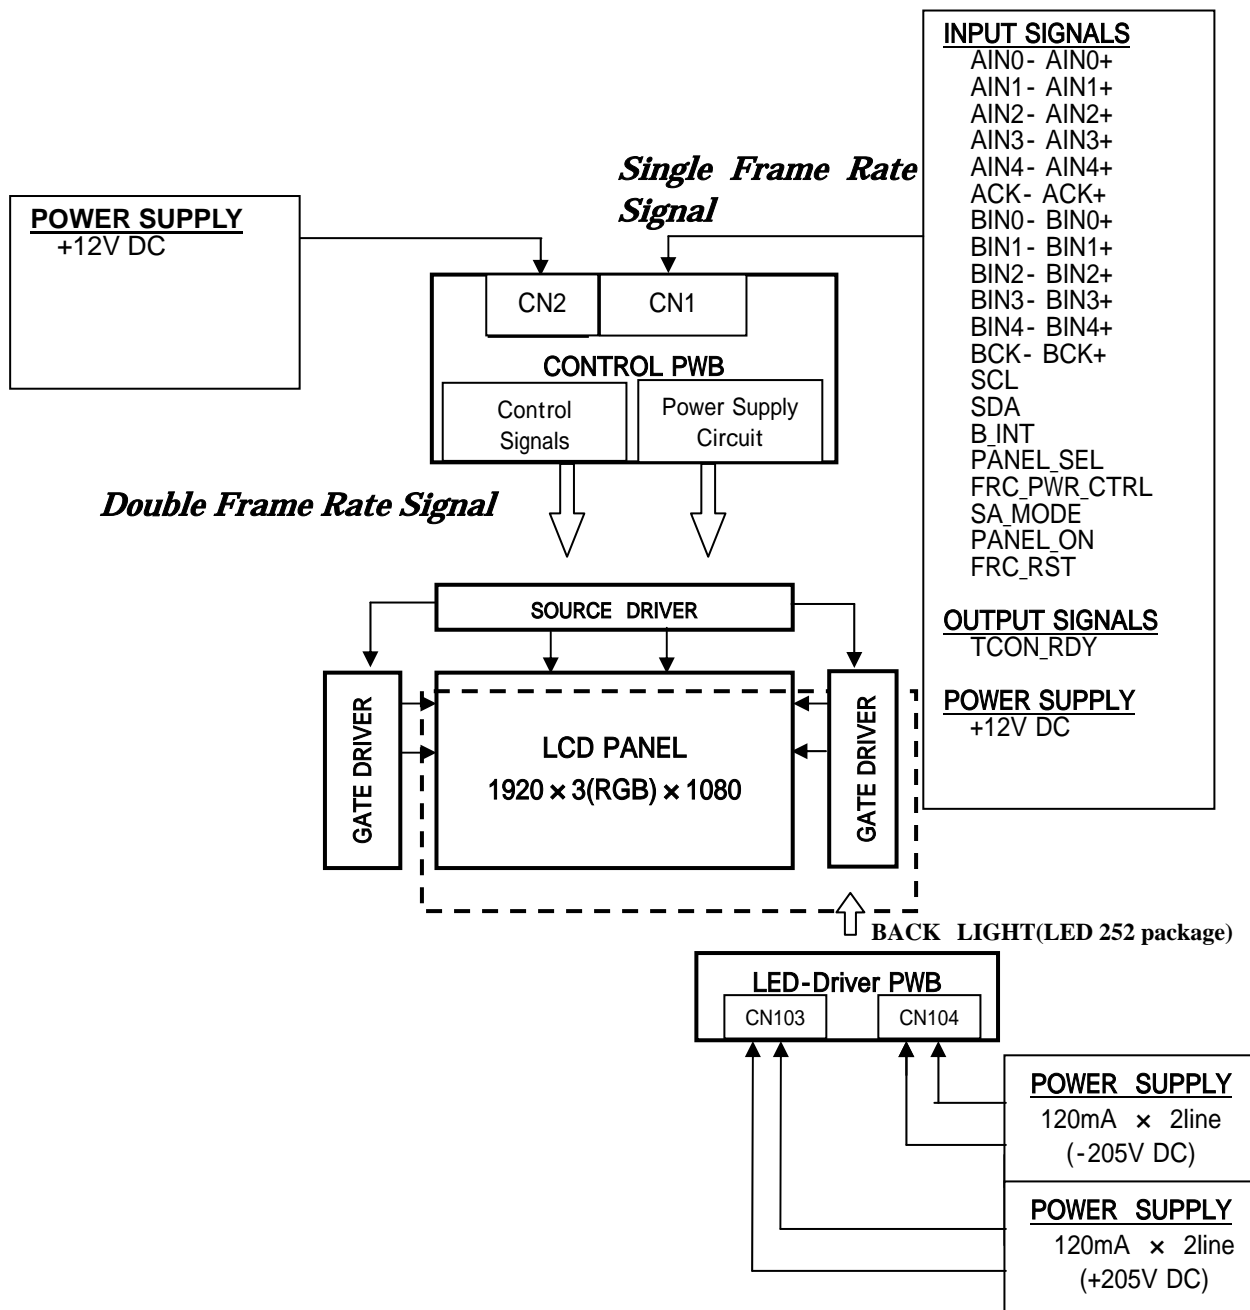 INPUT SIGNALS
AIN0- AIN0+
AIN1- AIN1+
AIN2- AIN2+
AIN3- AIN3+
AIN4- AIN4+
ACK- ACK+
BIN0- BIN0+
BIN1- BIN1+
BIN2- BIN2+
BIN3- BIN3+
BIN4- BIN4+
BCK- BCK+
SCL
SDA
B_INT
PANEL_SEL
FRC_PWR_CTRL
SA_MODE
PANEL_ON
FRC_RST
OUTPUT SIGNALS
TCON_RDY
POWER SUPPLY
+12V DC
Single Frame Rate
Signal
POWER SUPPLY
+12V DC
CN2
CN1
CONTROL PWB
Control
Signals
Power Supply
Circuit
Double Frame Rate Signal
SOURCE DRIVER
GATE DRIVER
LCD PANEL
1920 × 3(RGB) × 1080
GATE DRIVER
BACK LIGHT(LED 252 package)
LED-Driver PWB
CN103
CN104
POWER SUPPLY
120mA × 2line
(-205V DC)
POWER SUPPLY
120mA × 2line
(+205V DC)